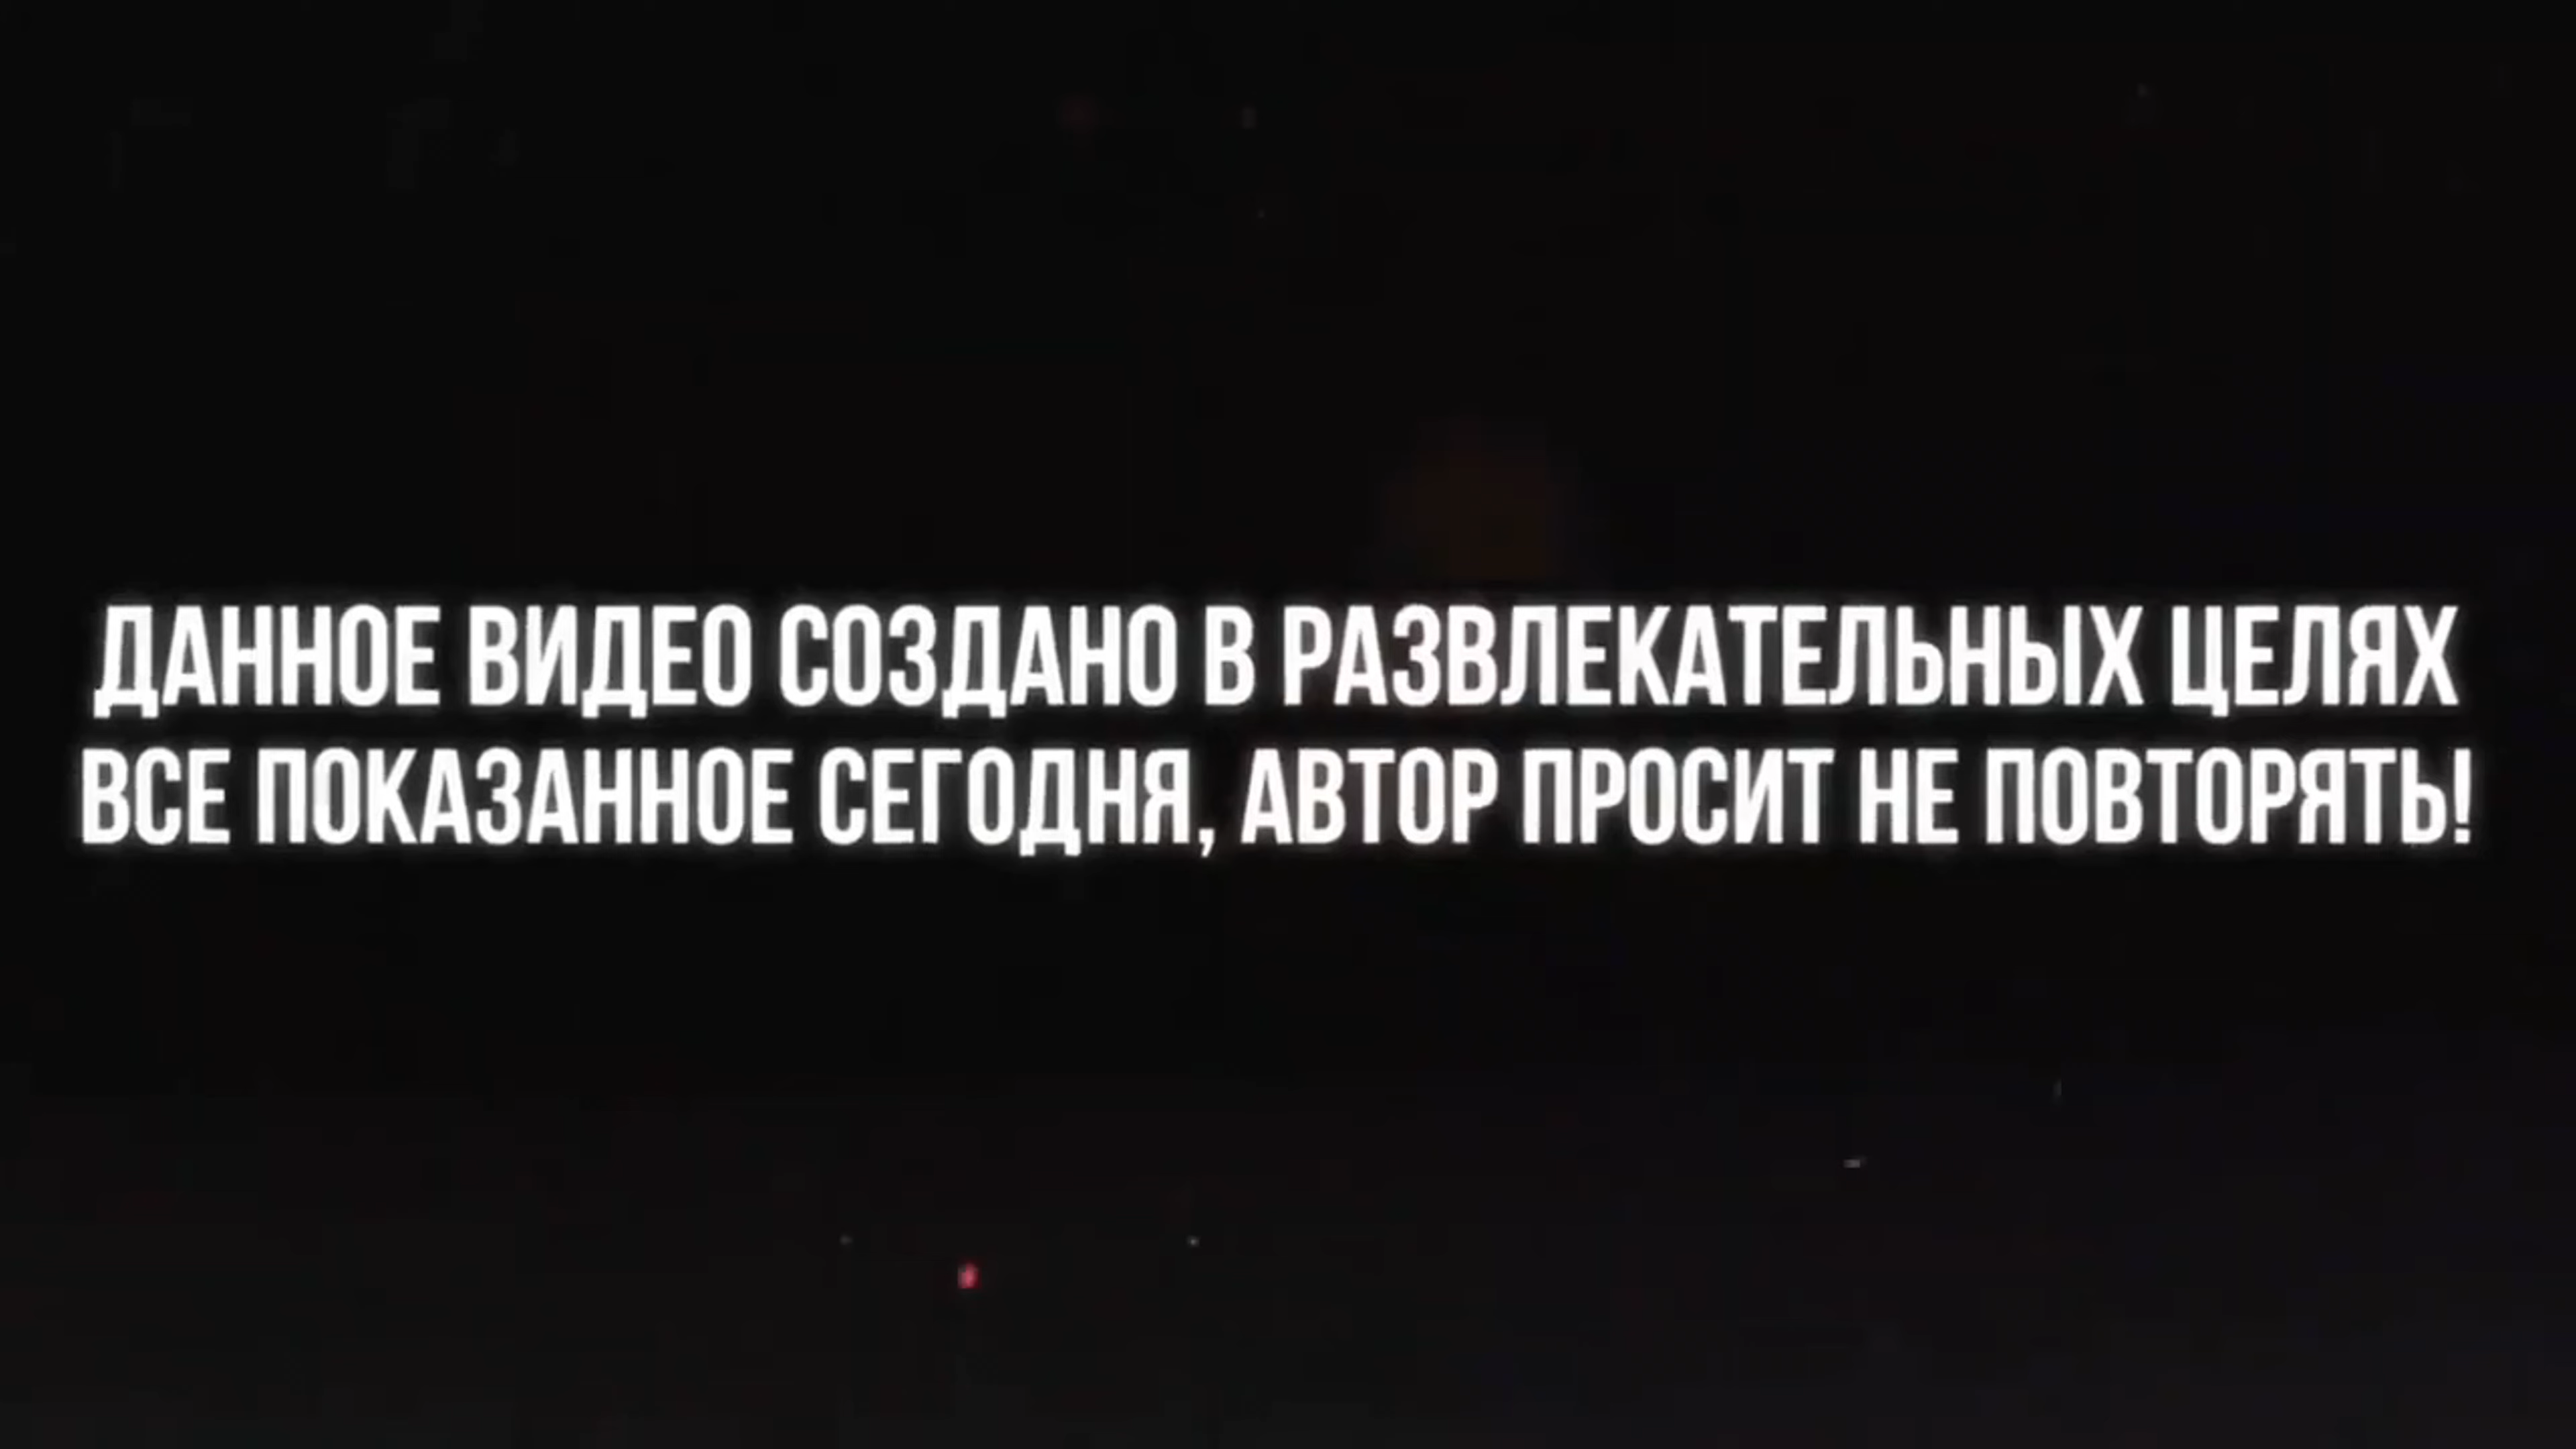 ДАННОЕ ВИДЕО СОЗДАНО В РАЗВЛЕКАТЕЛЬНЫХ ЦЕЛЯХ
ВСЕ ПОКАЗАННОЕ СЕГОДНЯ, АВТОР ПРОСИТ НЕ ПОВТОРЯТЬ!